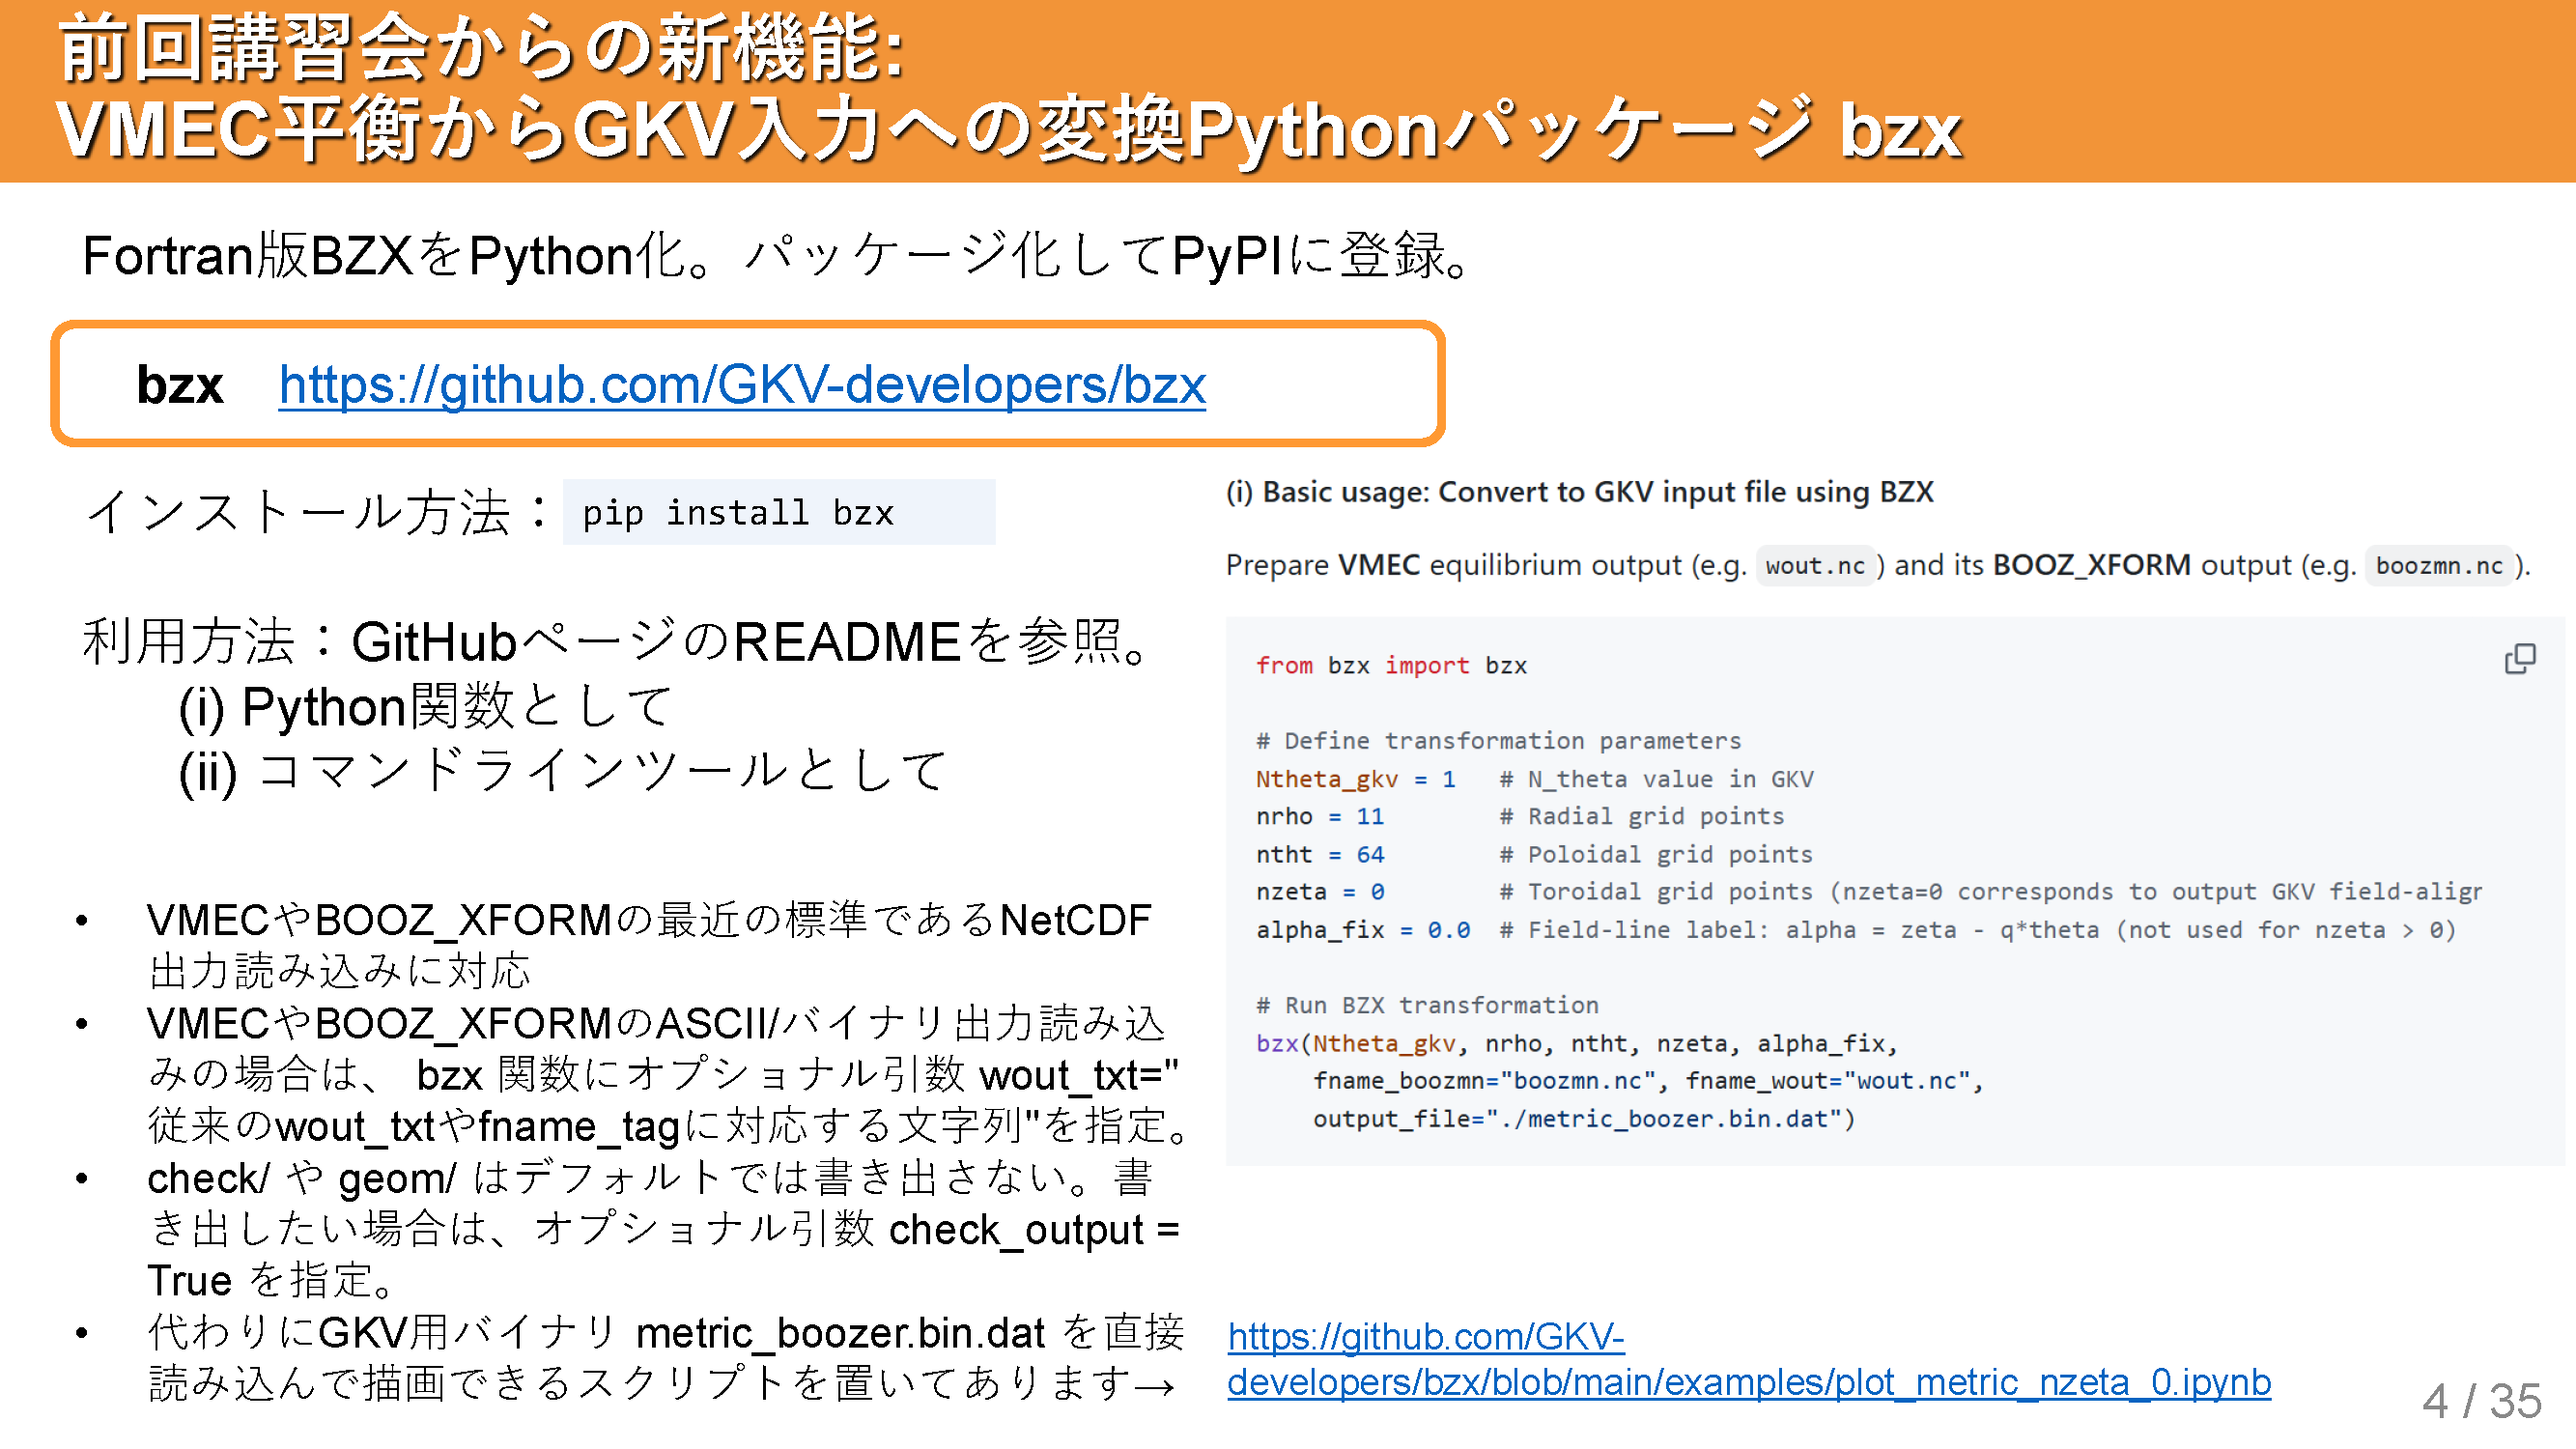 前回講習会からの新機能:
VMEC平衡からGKV入力への変換Pythonパッケージ bzx
Fortran版BZXをPython化。パッケージ化してPyPIに登録。
bzx https://github.com/GKV-developers/bzx
インストール方法： pip install bzx
利用方法：GitHubページのREADMEを参照。
(i) Python関数として
(ii) コマンドラインツールとして
• VMECやBOOZ_XFORMの最近の標準であるNetCDF
出力読み込みに対応
• VMECやBOOZ_XFORMのASCII/バイナリ出力読み込
みの場合は、 bzx 関数にオプショナル引数 wout_txt="
従来のwout_txtやfname_tagに対応する文字列"を指定。
• check/ や geom/ はデフォルトでは書き出さない。書
き出したい場合は、オプショナル引数 check_output =
True を指定。
• 代わりにGKV用バイナリ metric_boozer.bin.dat を直接
読み込んで描画できるスクリプトを置いてあります→
(i) Basic usage: Convert to GKV input file using BZX
Prepare VMEC equilibrium output (e.g. wout.nc ) and its BOOZ_XFORM output (e.g. boozmn.nc ).
from bzx import bzx
# Define transformation parameters
Ntheta_gkv = 1 # N_theta value in GKV
nrho = 11 # Radial grid points
ntht = 64 # Poloidal grid points
nzeta = 0 # Toroidal grid points (nzeta=0 corresponds to output GKV field-aligr
alpha_fix = 0.0 # Field-line label: alpha = zeta - q*theta (not used for nzeta > 0)
# Run BZX transformation
bzx(Ntheta_gkv, nrho, ntht, nzeta, alpha_fix,
fname_boozmn="boozmn.nc", fname_wout="wout.nc",
output_file="./metric_boozer.bin.dat")
https://github.com/GKV-
developers/bzx/blob/main/examples/plot_metric_nzeta_0.ipynb
4 / 35